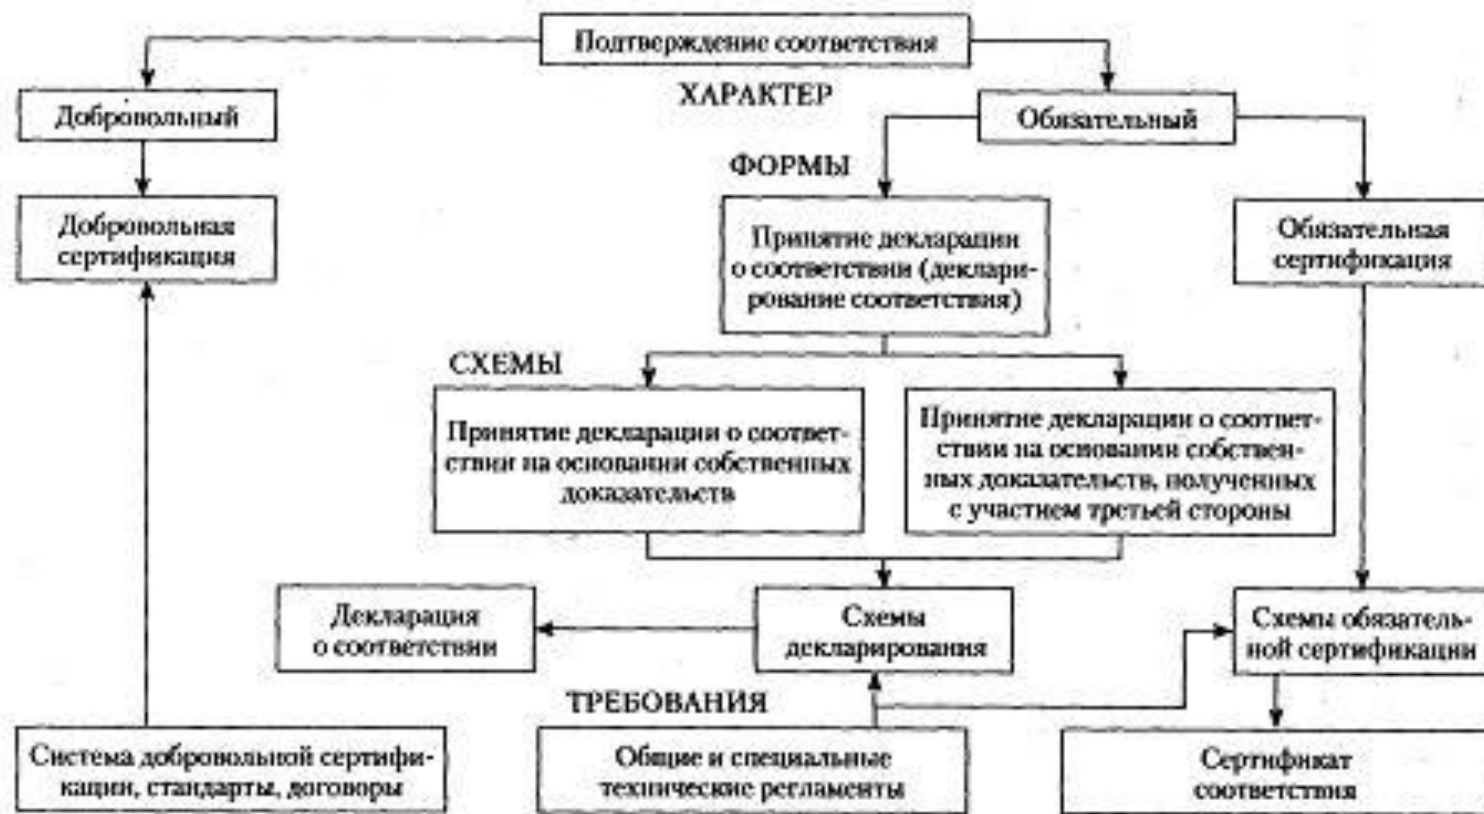 Подтверждение соответствия
ХАРАКТЕР
Добровольный
Обязательный
ФОРМЫ
Добровольная
сертификация
Принятие декларации
о соответствии (деклари-
рование соответствия)
Обязательная
сертификация
СХЕМЫ
Принятие декларации о соответ-
ствии на основании собственных
доказательств
Принятие декларации о соответ-
ствии на основании собствен-
ных доказательств, полученных
с участием третьей стороны
Декларация
о соответствии
Схемы
декларирования
Схемы обязатель-
ной сертификации
ТРЕБОВАНИЯ
Система добровольной сертифи-
кации, стандарты, договоры
Общие и специальные
технические регламенты
Сертификат
соответствия